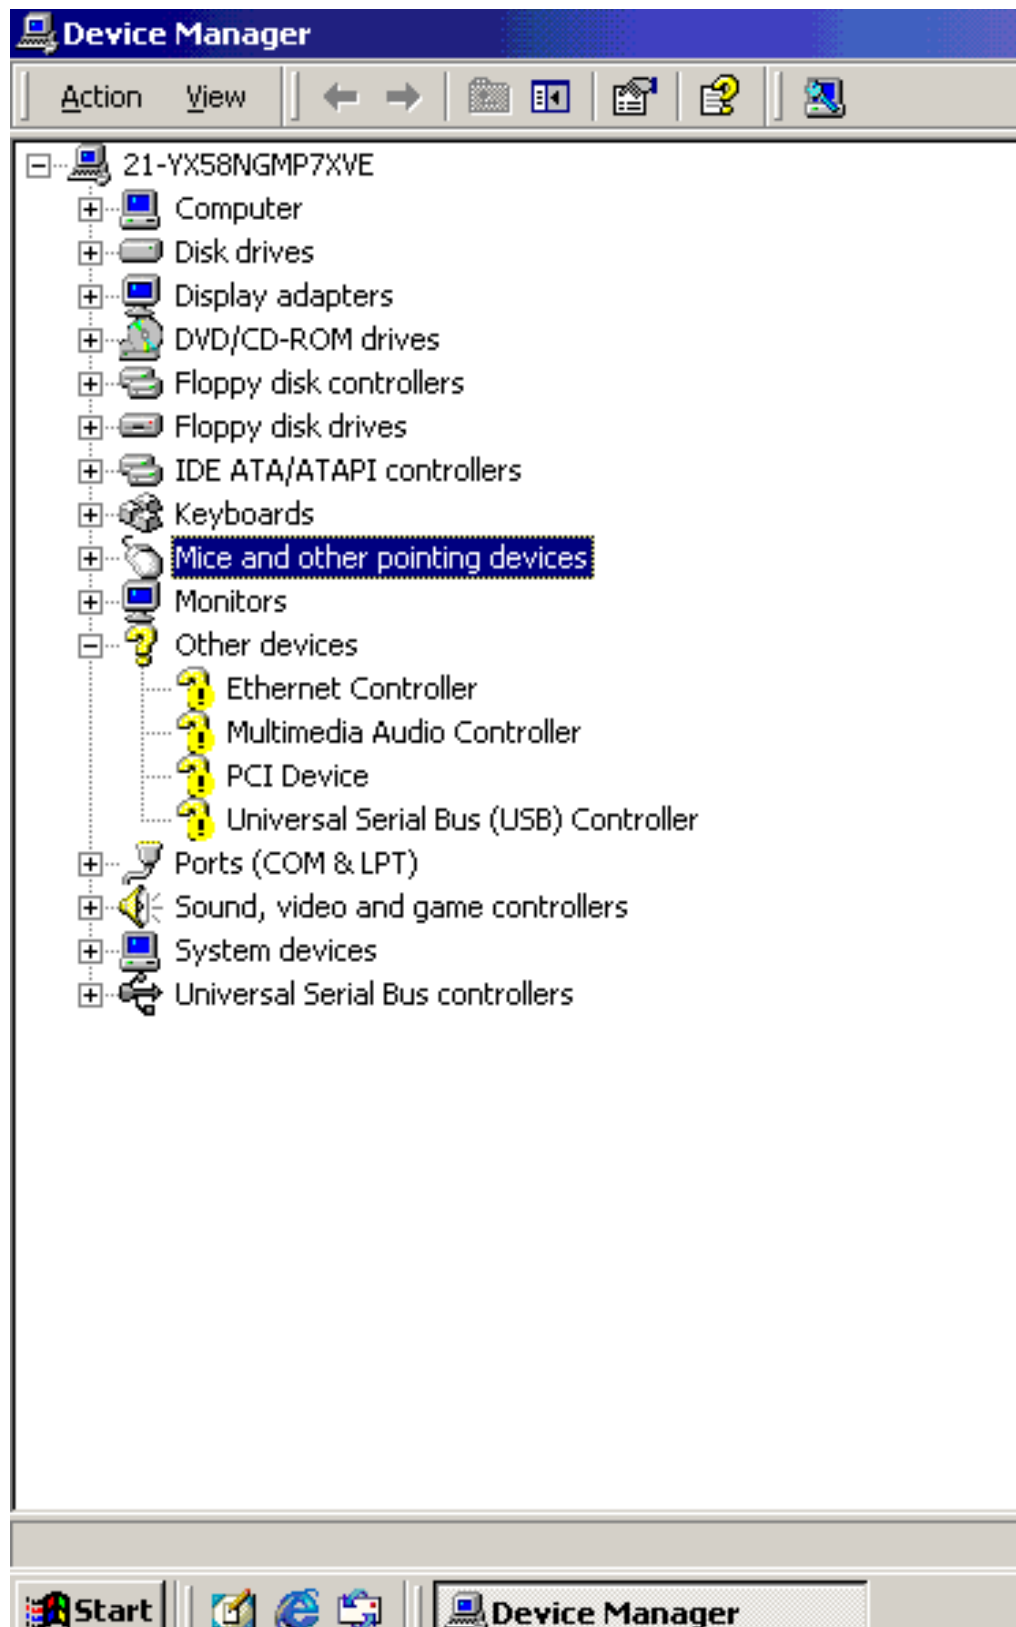 Device Manager
Action View
21-YX58NGMP7XVE
Computer
Disk drives
Display adapters
DVD/CD-ROM drives
Floppy disk controllers
Floppy disk drives
IDE ATA/ATAPI controllers
Keyboards
Mice and other pointing devices
Monitors
Other devices
Ethernet Controller
Multimedia Audio Controller
PCI Device
Universal Serial Bus (USB) Controller
Ports (COM & LPT)
Sound, video and game controllers
System devices
Universal Serial Bus controllers
Start Device Manager